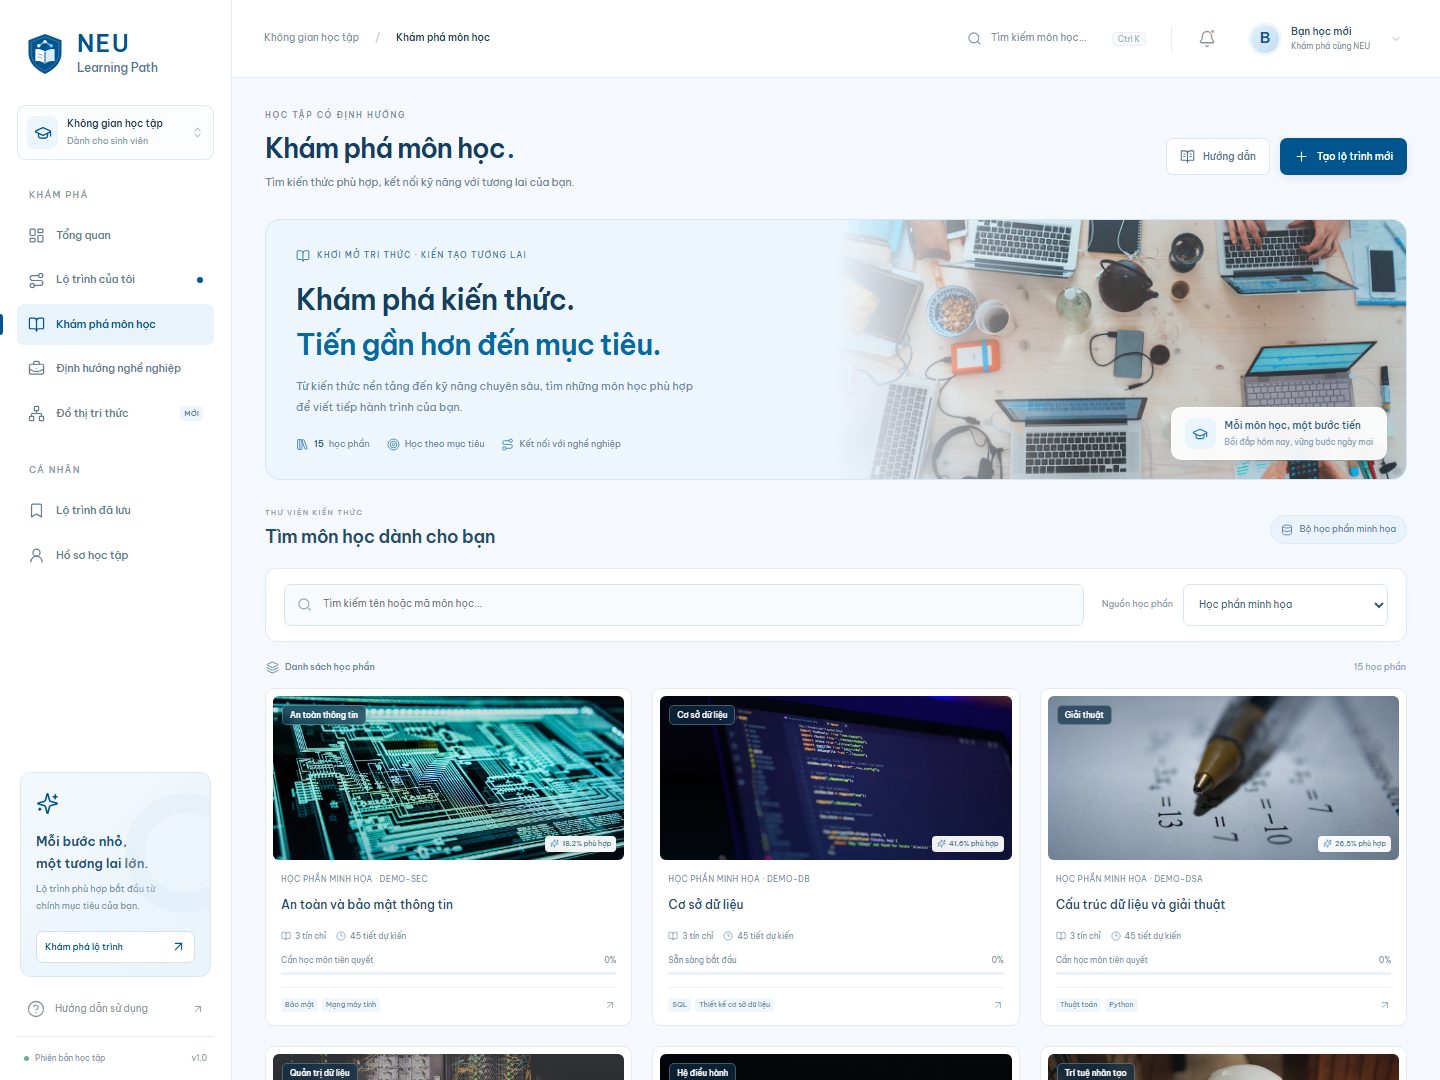 NEU
Learning Path
Không gian học tập
Dành cho sinh viên
KHÁM PHÁ
Tổng quan
Lộ trình của tôi
Khám phá môn học
Định hướng nghề nghiệp
Đồ thị tri thức
MỚI
CÁ NHÂN
Lộ trình đã lưu
Hồ sơ học tập
Mỗi bước nhỏ,
một tương lai lớn.
Lộ trình phù hợp bắt đầu từ
chính mục tiêu của bạn.
Khám phá lộ trình
Hướng dẫn sử dụng
Phiên bản học tập
v1.0
Không gian học tập / Khám phá môn học
Tìm kiếm môn học...
Ctrl K
B
Bạn học mới
Khám phá cùng NEU
HỌC TẬP CÓ ĐỊNH HƯỚNG
Khám phá môn học.
Tìm kiến thức phù hợp, kết nối kỹ năng với tương lai của bạn.
Hướng dẫn
Tạo lộ trình mới
KHƠI MỞ TRI THỨC · KIẾN TẠO TƯƠNG LAI
Khám phá kiến thức.
Tiến gần hơn đến mục tiêu.
Từ kiến thức nền tảng đến kỹ năng chuyên sâu, tìm những môn học phù hợp
để viết tiếp hành trình của bạn.
15 học phần
Học theo mục tiêu
Kết nối với nghề nghiệp
Mỗi môn học, một bước tiến
Bồi đắp hôm nay, vững bước ngày mai
THƯ VIỆN KIẾN THỨC
Tìm môn học dành cho bạn
Bộ học phần minh họa
Tìm kiếm tên hoặc mã môn học...
Nguồn học phần
Học phần minh họa
Danh sách học phần
15 học phần
An toàn thông tin
18.2% phù hợp
HỌC PHẦN MINH HỌA · DEMO-SEC
An toàn và bảo mật thông tin
3 tín chỉ
45 tiết dự kiến
Cần học môn tiên quyết
0%
Bảo mật
Mạng máy tính
Cơ sở dữ liệu
41.6% phù hợp
HỌC PHẦN MINH HỌA · DEMO-DB
Cơ sở dữ liệu
3 tín chỉ
45 tiết dự kiến
Sẵn sàng bắt đầu
0%
SQL
Thiết kế cơ sở dữ liệu
Giải thuật
=13
=7
-10
=7
26.5% phù hợp
HỌC PHẦN MINH HỌA · DEMO-DSA
Cấu trúc dữ liệu và giải thuật
3 tín chỉ
45 tiết dự kiến
Cần học môn tiên quyết
0%
Thuật toán
Python
Quản trị dữ liệu
Hệ điều hành
Trí tuệ nhân tạo